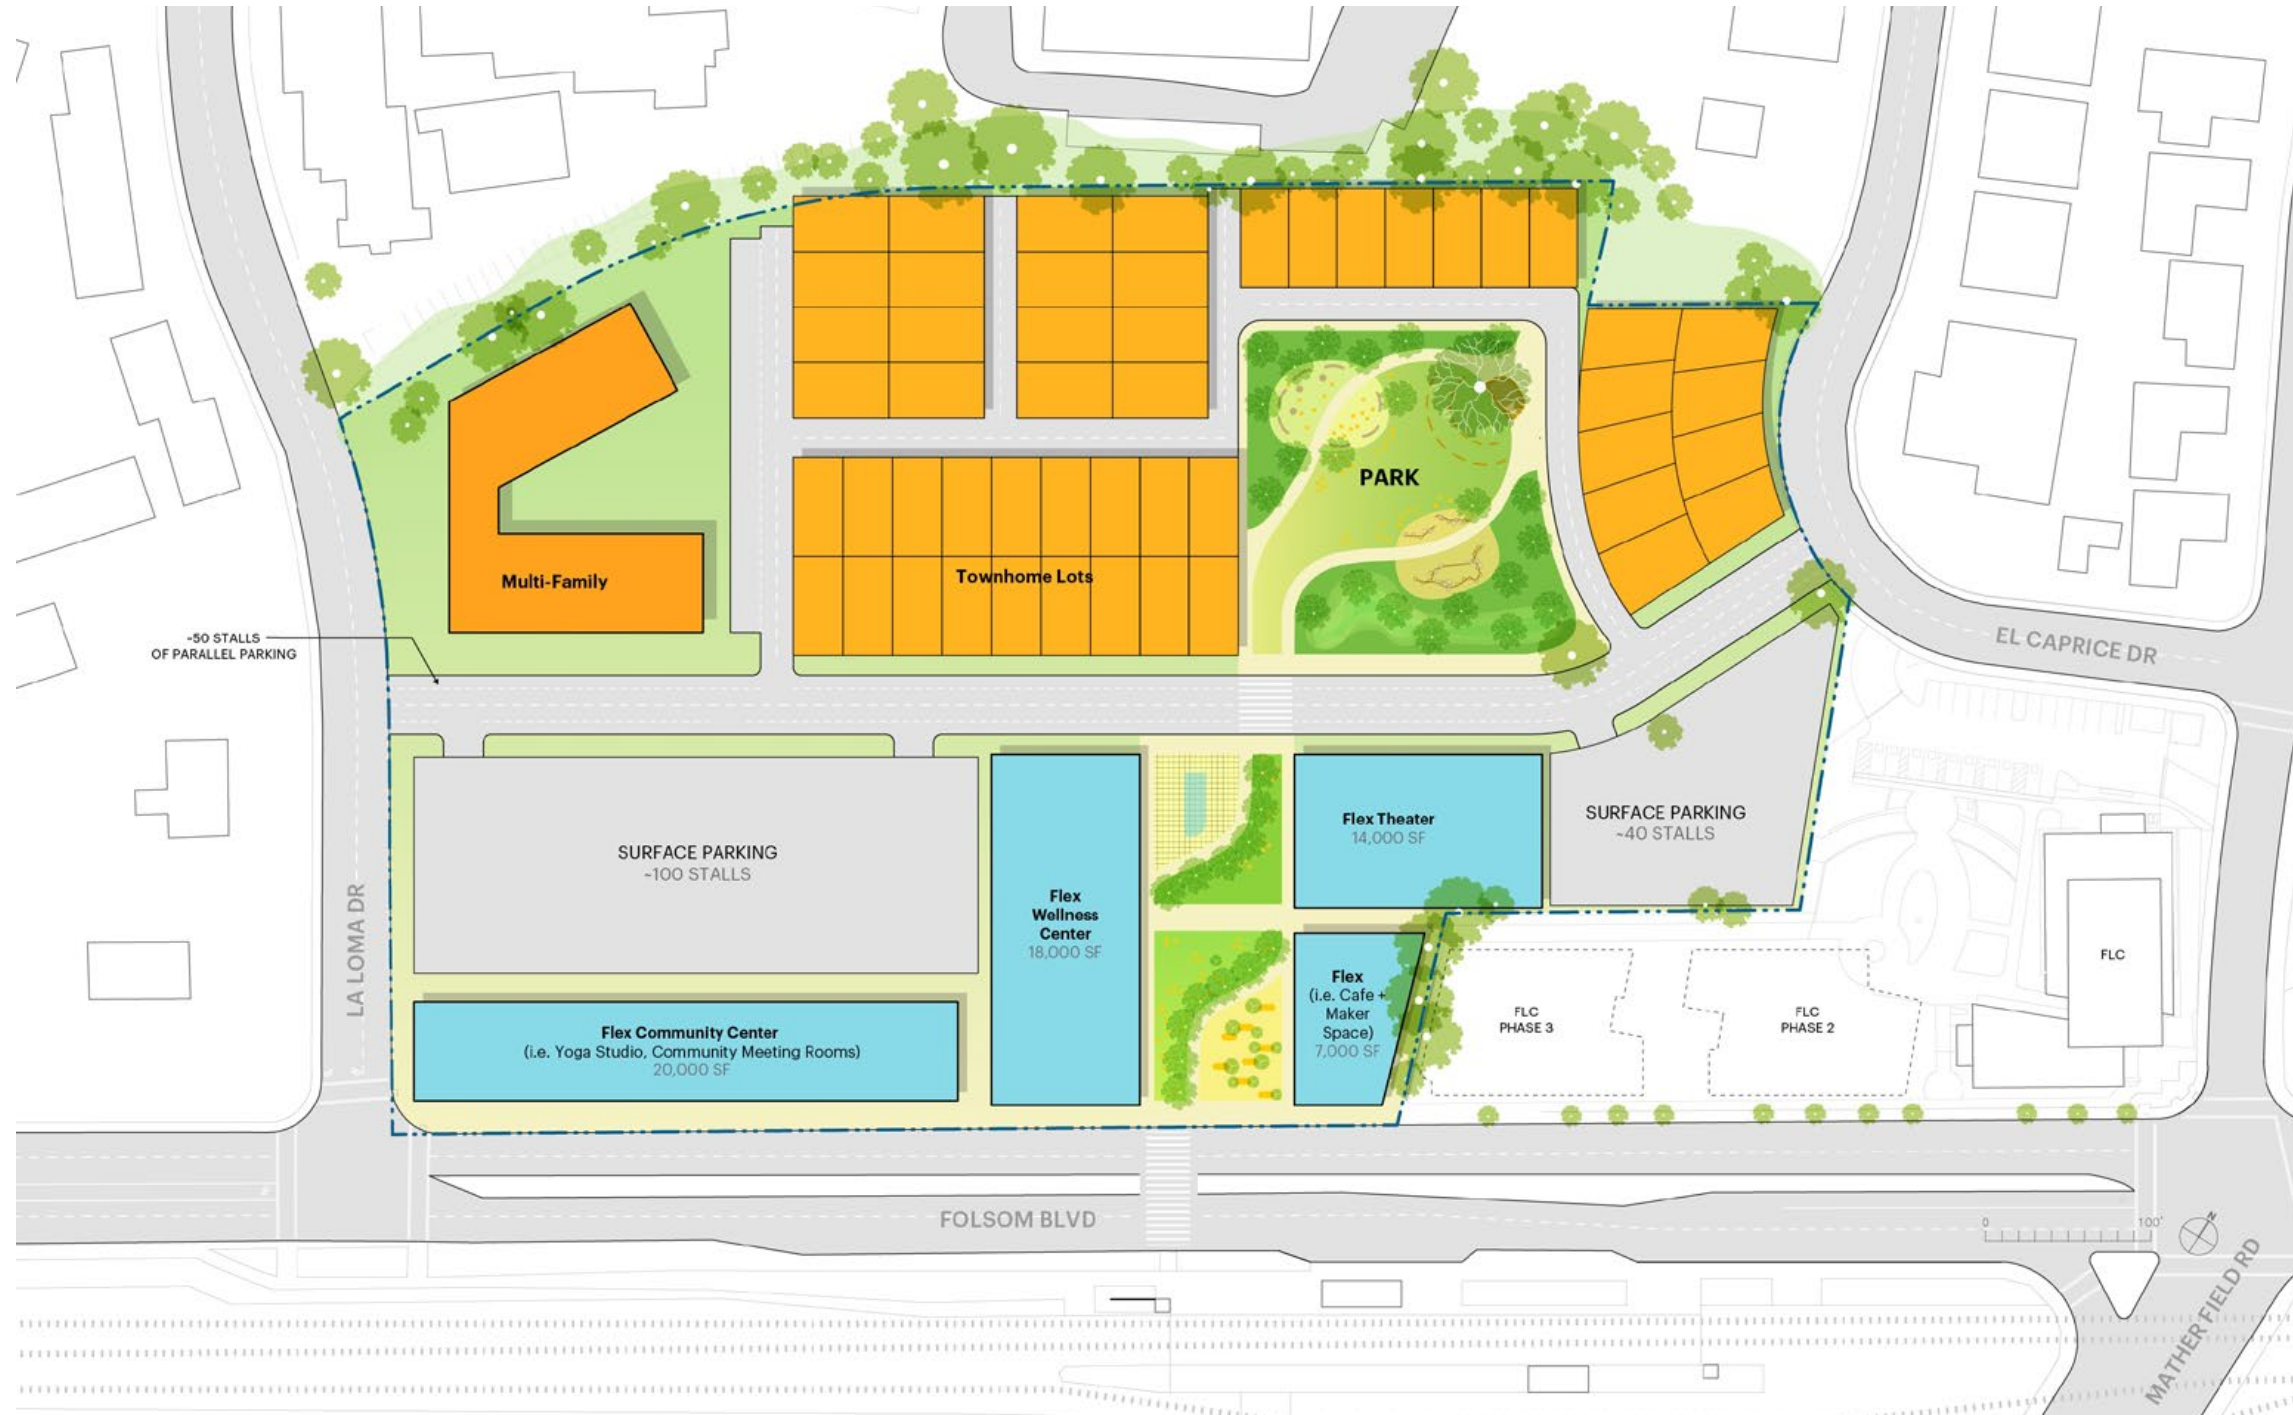 PARK
Multi-Family
Townhome Lots
~50 STALLS
OF PARALLEL PARKING
EL CAPRICE DR
SURFACE PARKING
~100 STALLS
Flex
Wellness
Center
18,000 SF
Flex Theater
14,000 SF
SURFACE PARKING
~40 STALLS
LA LOMA DR
Flex Community Center
(i.e. Yoga Studio, Community Meeting Rooms)
20,000 SF
Flex
(i.e. Cafe +
Maker
Space)
7,000 SF
FLC
PHASE 3
FLC
PHASE 2
FLC
FOLSOM BLVD
0 100'
N
MATHER FIELD RD